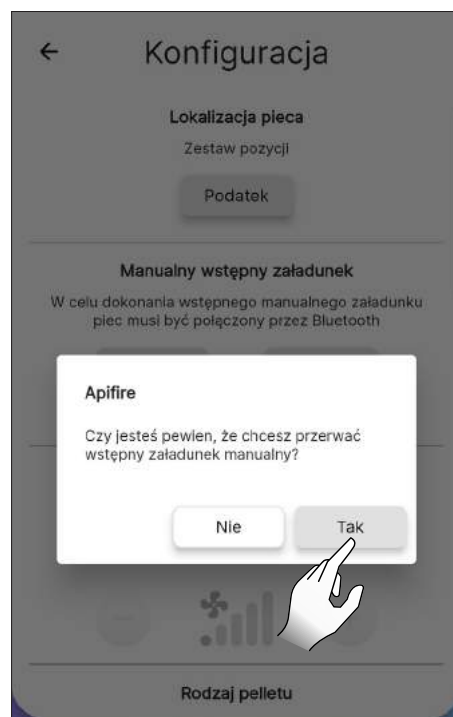 Konfiguracja
Lokalizacja pieca
Zestaw pozycji
Podatek
Manualny wstępny załadunek
W celu dokonania wstępnego manualnego załadunku
piec musi być połączony przez Bluetooth
Apifire
Czy jesteś pewien, że chcesz przerwać
wstępny załadunek manualny?
Nie
Tak
Rodzaj pelletu